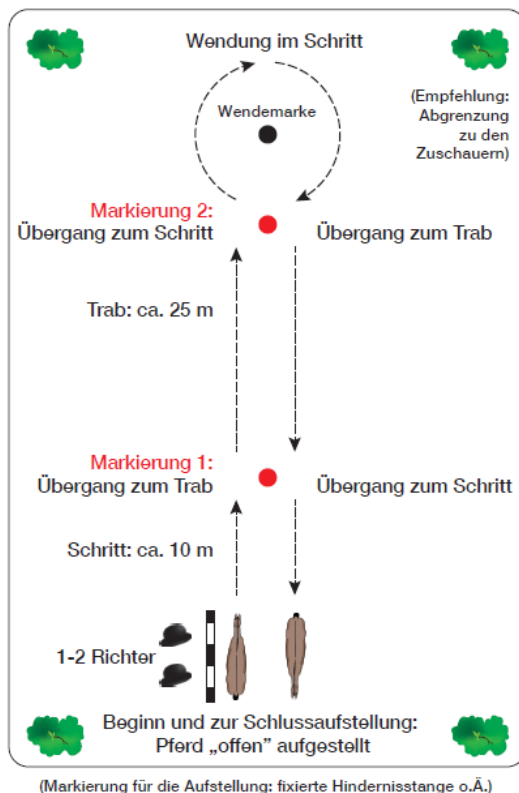 Wendung im Schritt
Wendemarke
(Empfehlung:
Abgrenzung
zu den
Zuschauern)
Markierung 2:
Übergang zum Schritt
Übergang zum Trab
Trab: ca. 25 m
Markierung 1:
Übergang zum Trab
Übergang zum Schritt
Schritt: ca. 10 m
1-2 Richter
Beginn und zur Schlussaufstellung:
Pferd „offen” aufgestellt
(Markierung für die Aufstellung: fixierte Hindernisstange o.Ä.)